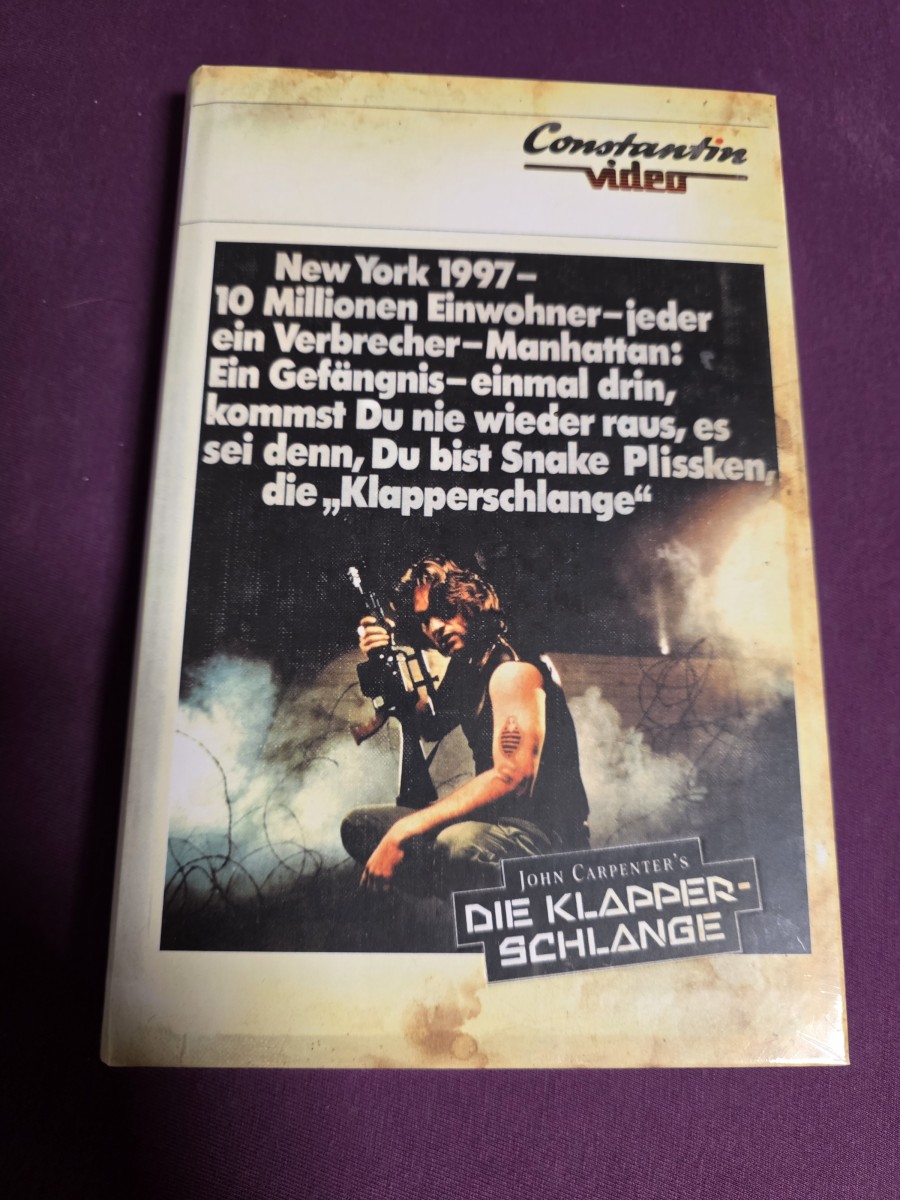 Constantin
video
New York 1997–
10 Millionen Einwohner–jeder
ein Verbrecher–Manhattan:
Ein Gefängnis–einmal drin,
kommst Du nie wieder raus, es
sei denn, Du bist Snake Plissken,
die „Klapperschlange“
JOHN CARPENTER'S
DIE KLAPPER-
SCHLANGE